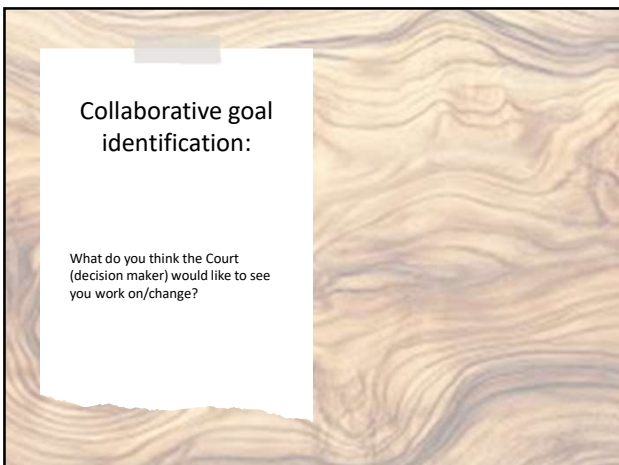 Collaborative goal
identification:
What do you think the Court
(decision maker) would like to see
you work on/change?